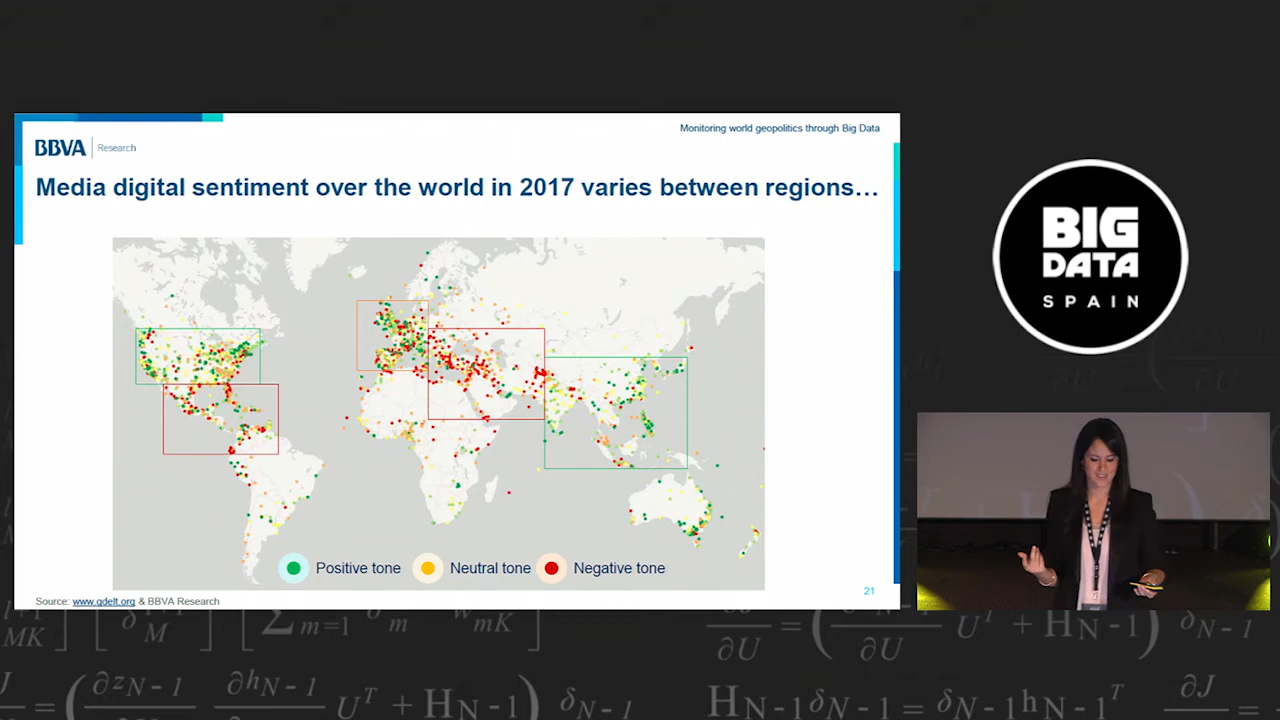 Monitoring world geopolitics through Big Data
BBVA Research
Media digital sentiment over the world in 2017 varies between regions…
Positive tone
Neutral tone
Negative tone
Source: www.gdelt.org & BBVA Research
21
BIG
DATA
SPAIN